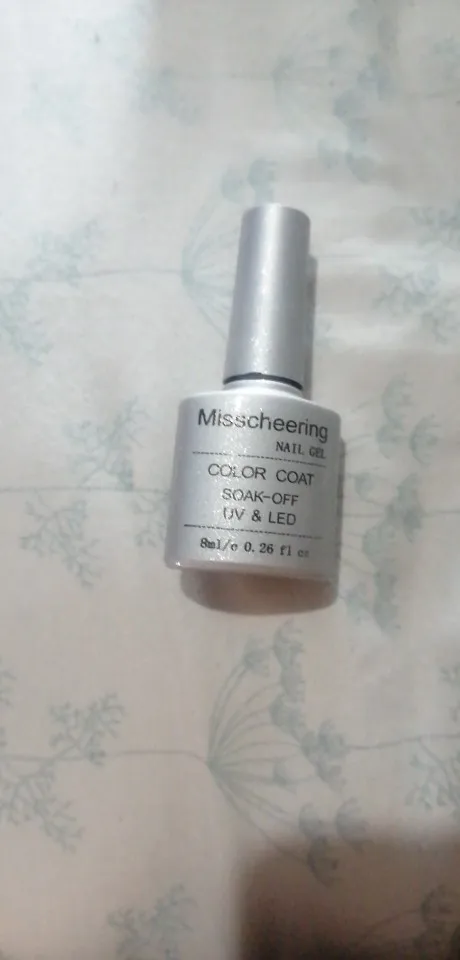 Misscheering
NAIL GEL
COLOR COAT
SOAK-OFF
UV & LED
8ml/e 0.26 fl oz